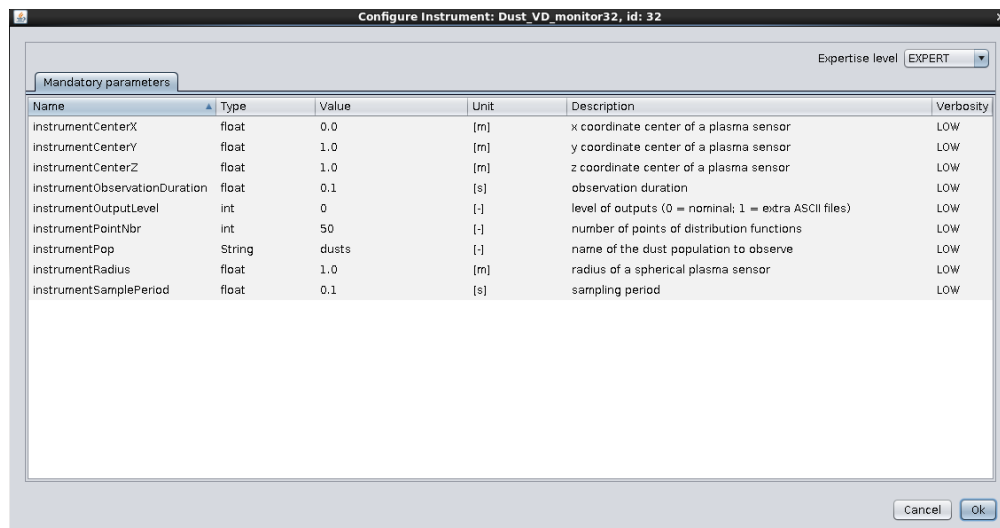 Configure Instrument: Dust_VD_monitor32, id: 32
Expertise level EXPERT
Mandatory parameters
Name Type Value Unit Description Verbosity
instrumentCenterX float 0.0 [m] x coordinate center of a plasma sensor LOW
instrumentCenterY float 1.0 [m] y coordinate center of a plasma sensor LOW
instrumentCenterZ float 1.0 [m] z coordinate center of a plasma sensor LOW
instrumentObservationDuration float 0.1 [s] observation duration LOW
instrumentOutputLevel int 0 [-] level of outputs (0 = nominal; 1 = extra ASCII files) LOW
instrumentPointNbr int 50 [-] number of points of distribution functions LOW
instrumentPop String dusts [-] name of the dust population to observe LOW
instrumentRadius float 1.0 [m] radius of a spherical plasma sensor LOW
instrumentSamplePeriod float 0.1 [s] sampling period LOW
Cancel Ok